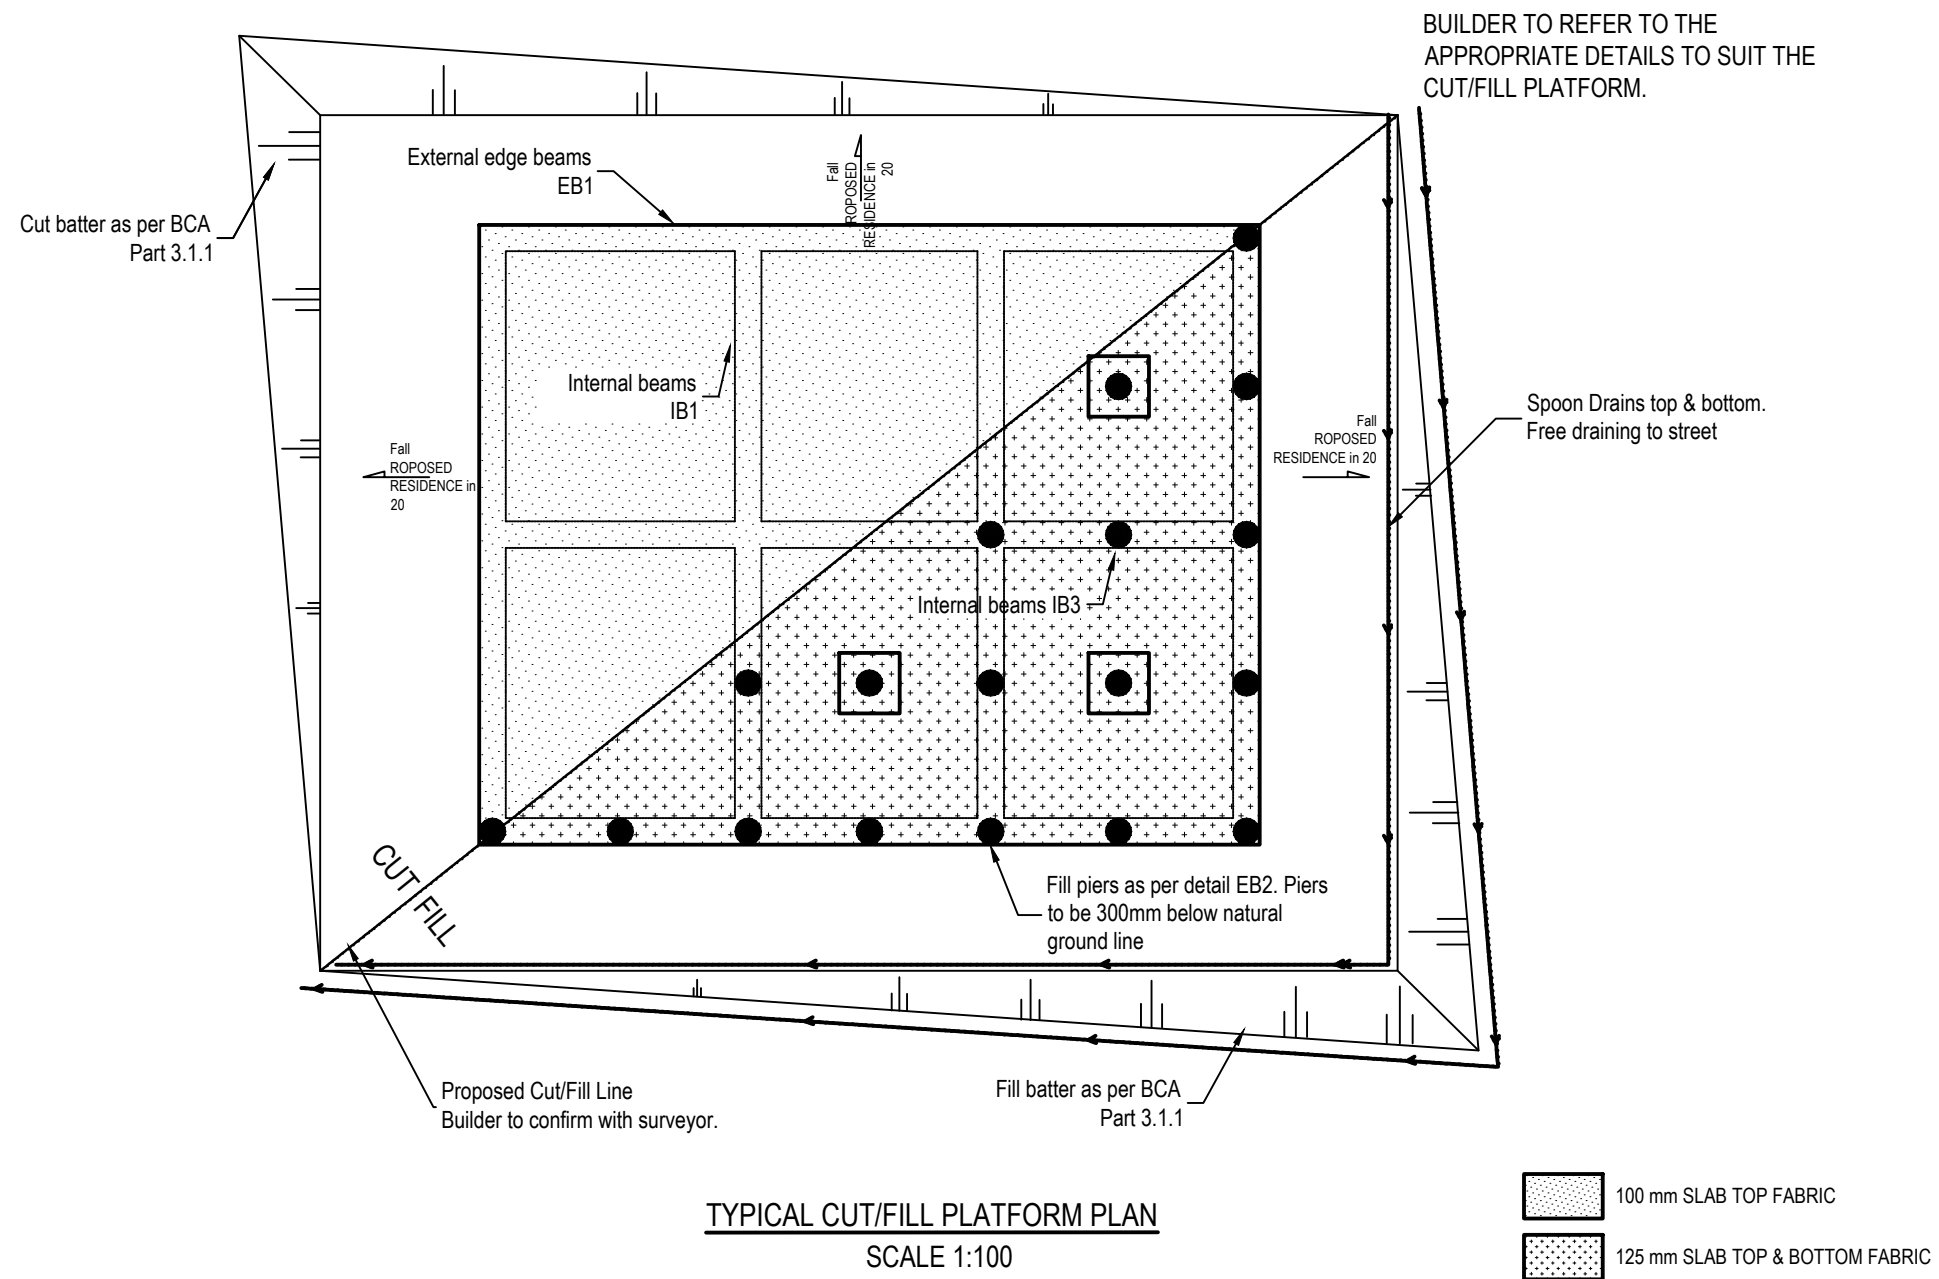 BUILDER TO REFER TO THE
APPROPRIATE DETAILS TO SUIT THE
CUT/FILL PLATFORM.
External edge beams
EB1
Fall
ROPOSED
RESIDENCE in
20
Cut batter as per BCA
Part 3.1.1
Internal beams
IB1
Fall
ROPOSED
RESIDENCE in
20
Fall
ROPOSED
RESIDENCE in 20
Spoon Drains top & bottom.
Free draining to street
Internal beams IB3
CUT
FILL
Fill piers as per detail EB2. Piers
to be 300mm below natural
ground line
Proposed Cut/Fill Line
Builder to confirm with surveyor.
Fill batter as per BCA
Part 3.1.1
TYPICAL CUT/FILL PLATFORM PLAN
SCALE 1:100
100 mm SLAB TOP FABRIC
125 mm SLAB TOP & BOTTOM FABRIC